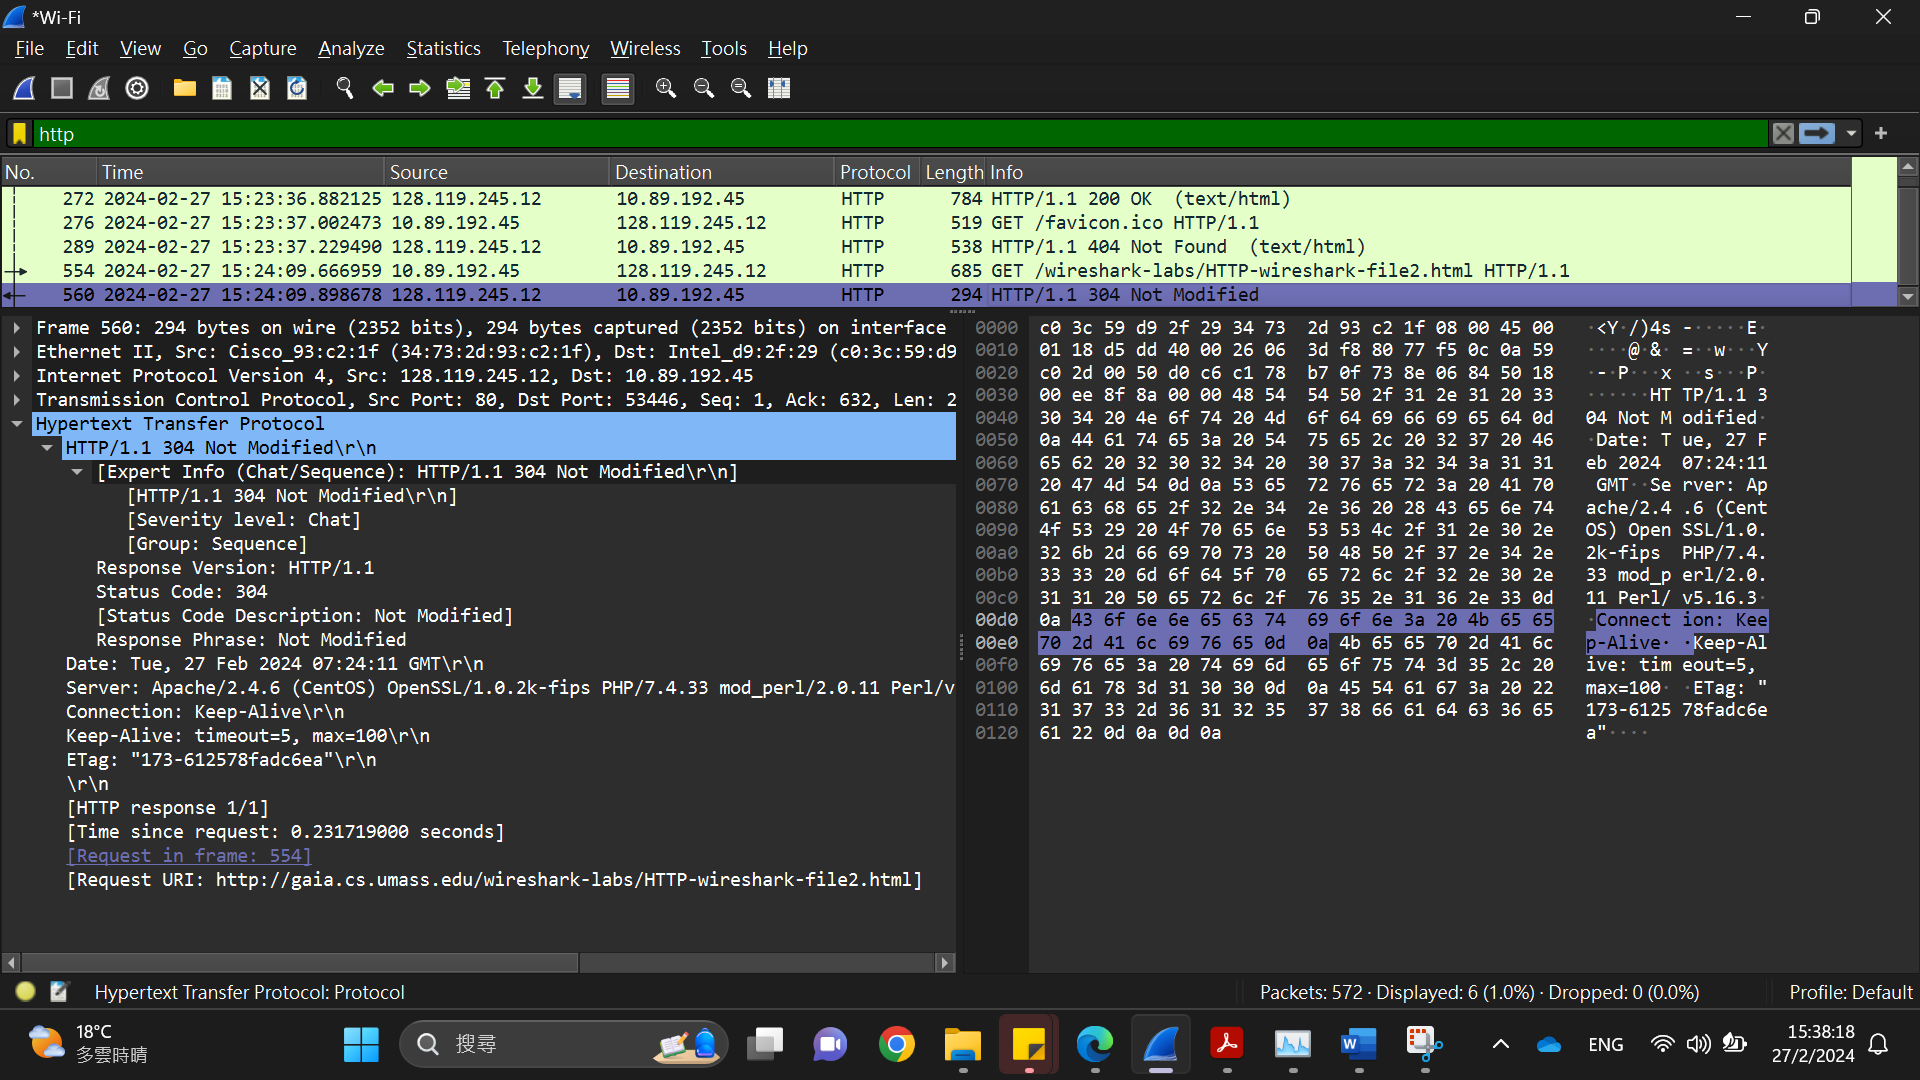 *Wi-Fi
File Edit View Go Capture Analyze Statistics Telephony Wireless Tools Help
http
No. Time Source Destination Protocol Length Info
272 2024-02-27 15:23:36.882125 128.119.245.12 10.89.192.45 HTTP 784 HTTP/1.1 200 OK (text/html)
276 2024-02-27 15:23:37.002473 10.89.192.45 128.119.245.12 HTTP 519 GET /favicon.ico HTTP/1.1
289 2024-02-27 15:23:37.229490 128.119.245.12 10.89.192.45 HTTP 538 HTTP/1.1 404 Not Found (text/html)
554 2024-02-27 15:24:09.666959 10.89.192.45 128.119.245.12 HTTP 685 GET /wireshark-labs/HTTP-wireshark-file2.html HTTP/1.1
560 2024-02-27 15:24:09.898678 128.119.245.12 10.89.192.45 HTTP 294 HTTP/1.1 304 Not Modified
Frame 560: 294 bytes on wire (2352 bits), 294 bytes captured (2352 bits) on interface
Ethernet II, Src: Cisco_93:c2:1f (34:73:2d:93:c2:1f), Dst: Intel_d9:2f:29 (c0:3c:59:d9
Internet Protocol Version 4, Src: 128.119.245.12, Dst: 10.89.192.45
Transmission Control Protocol, Src Port: 80, Dst Port: 53446, Seq: 1, Ack: 632, Len: 2
Hypertext Transfer Protocol
HTTP/1.1 304 Not Modified\r\n
[Expert Info (Chat/Sequence): HTTP/1.1 304 Not Modified\r\n]
[HTTP/1.1 304 Not Modified\r\n]
[Severity level: Chat]
[Group: Sequence]
Response Version: HTTP/1.1
Status Code: 304
[Status Code Description: Not Modified]
Response Phrase: Not Modified
Date: Tue, 27 Feb 2024 07:24:11 GMT\r\n
Server: Apache/2.4.6 (CentOS) OpenSSL/1.0.2k-fips PHP/7.4.33 mod_perl/2.0.11 Perl/v
Connection: Keep-Alive\r\n
Keep-Alive: timeout=5, max=100\r\n
ETag: "173-612578fadc6ea"\r\n
\r\n
[HTTP response 1/1]
[Time since request: 0.231719000 seconds]
[Request in frame: 554]
[Request URI: http://gaia.cs.umass.edu/wireshark-labs/HTTP-wireshark-file2.html]
0000 c0 3c 59 d9 2f 29 34 73 2d 93 c2 1f 08 00 45 00 ·<Y·/)4s -·····E·
0010 01 18 d5 dd 40 00 26 06 3d f8 80 77 f5 0c 0a 59 ····@·&· =··w···Y
0020 c0 2d 00 50 d0 c6 c1 78 b7 0f 73 8e 06 84 50 18 ·-·P···x ··s···P·
0030 00 ee 8f 8a 00 00 48 54 54 50 2f 31 2e 31 20 33 ······HT TP/1.1 3
0040 30 34 20 4e 6f 74 20 4d 6f 64 69 66 69 65 64 0d 04 Not M odified·
0050 0a 44 61 74 65 3a 20 54 75 65 2c 20 32 37 20 46 ·Date: T ue, 27 F
0060 65 62 20 32 30 32 34 20 30 37 3a 32 34 3a 31 31 eb 2024 07:24:11
0070 20 47 4d 54 0d 0a 53 65 72 76 65 72 3a 20 41 70 GMT··Se rver: Ap
0080 61 63 68 65 2f 32 2e 34 2e 36 20 28 43 65 6e 74 ache/2.4 .6 (Cent
0090 4f 53 29 20 4f 70 65 6e 53 53 4c 2f 31 2e 30 2e OS) Open SSL/1.0.
00a0 32 6b 2d 66 69 70 73 20 50 48 50 2f 37 2e 34 2e 2k-fips PHP/7.4.
00b0 33 33 20 6d 6f 64 5f 70 65 72 6c 2f 32 2e 30 2e 33 mod_p erl/2.0.
00c0 31 31 20 50 65 72 6c 2f 76 35 2e 31 36 2e 33 0d 11 Perl/ v5.16.3·
00d0 0a 43 6f 6e 6e 65 63 74 69 6f 6e 3a 20 4b 65 65 ·Connect ion: Kee
00e0 70 2d 41 6c 69 76 65 0d 0a 4b 65 65 70 2d 41 6c p-Alive· ·Keep-Al
00f0 69 76 65 3a 20 74 69 6d 65 6f 75 74 3d 35 2c 20 ive: tim eout=5,
0100 6d 61 78 3d 31 30 30 0d 0a 45 54 61 67 3a 20 22 max=100· ·ETag: "
0110 31 37 33 2d 36 31 32 35 37 38 66 61 64 63 36 65 173-6125 78fadc6e
0120 61 22 0d 0a 0d 0a a"····
Hypertext Transfer Protocol: Protocol
Packets: 572 · Displayed: 6 (1.0%) · Dropped: 0 (0.0%)
Profile: Default
18°C
多雲時晴
搜尋
ENG
15:38:18
27/2/2024